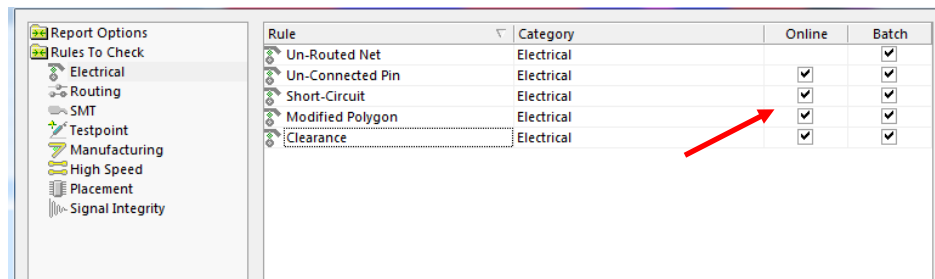 Report Options
Rules To Check
Electrical
Routing
SMT
Testpoint
Manufacturing
High Speed
Placement
Signal Integrity
Rule Category Online Batch
Un-Routed Net Electrical
Un-Connected Pin Electrical
Short-Circuit Electrical
Modified Polygon Electrical
Clearance Electrical